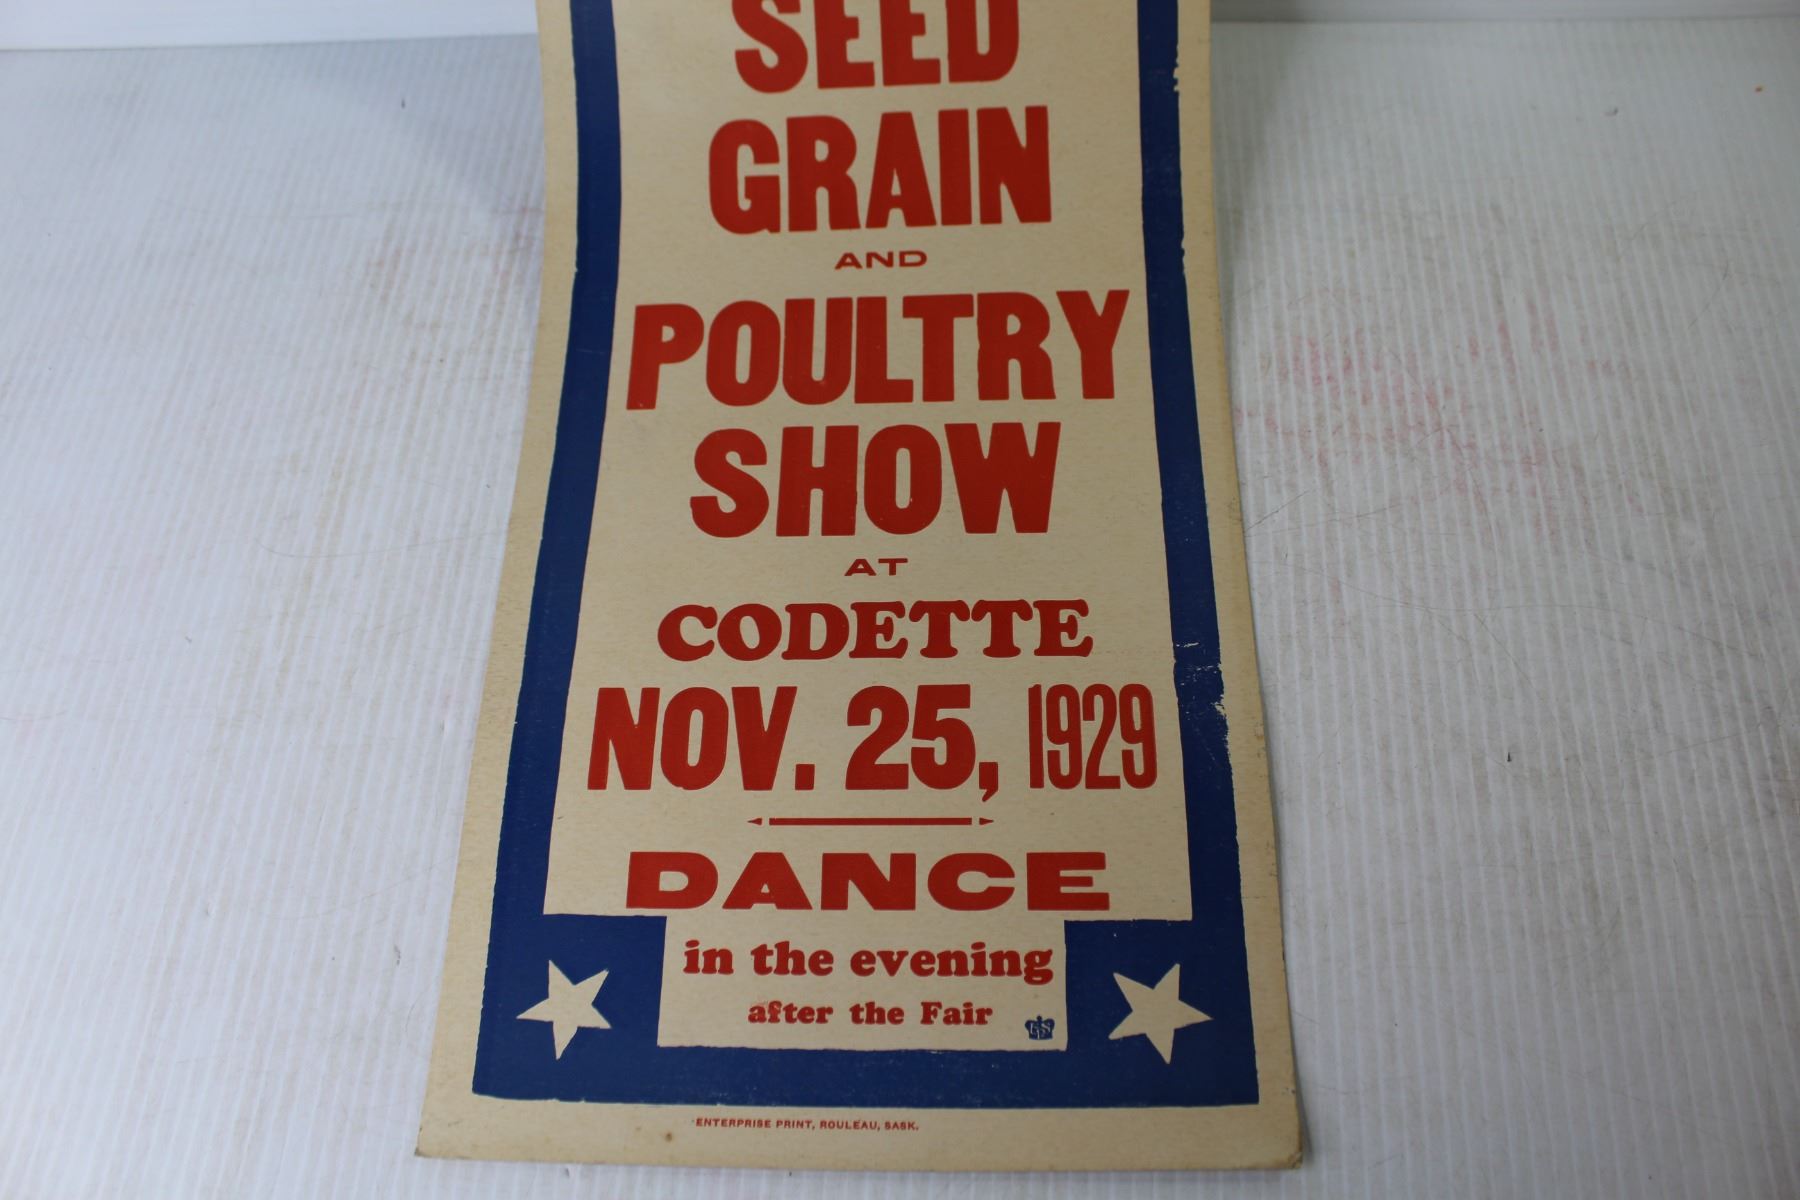 SEED
GRAIN
AND
POULTRY
SHOW
AT
CODETTE
NOV. 25, 1929
DANCE
in the evening
after the Fair
ENTERPRISE PRINT, ROULEAU, SASK.